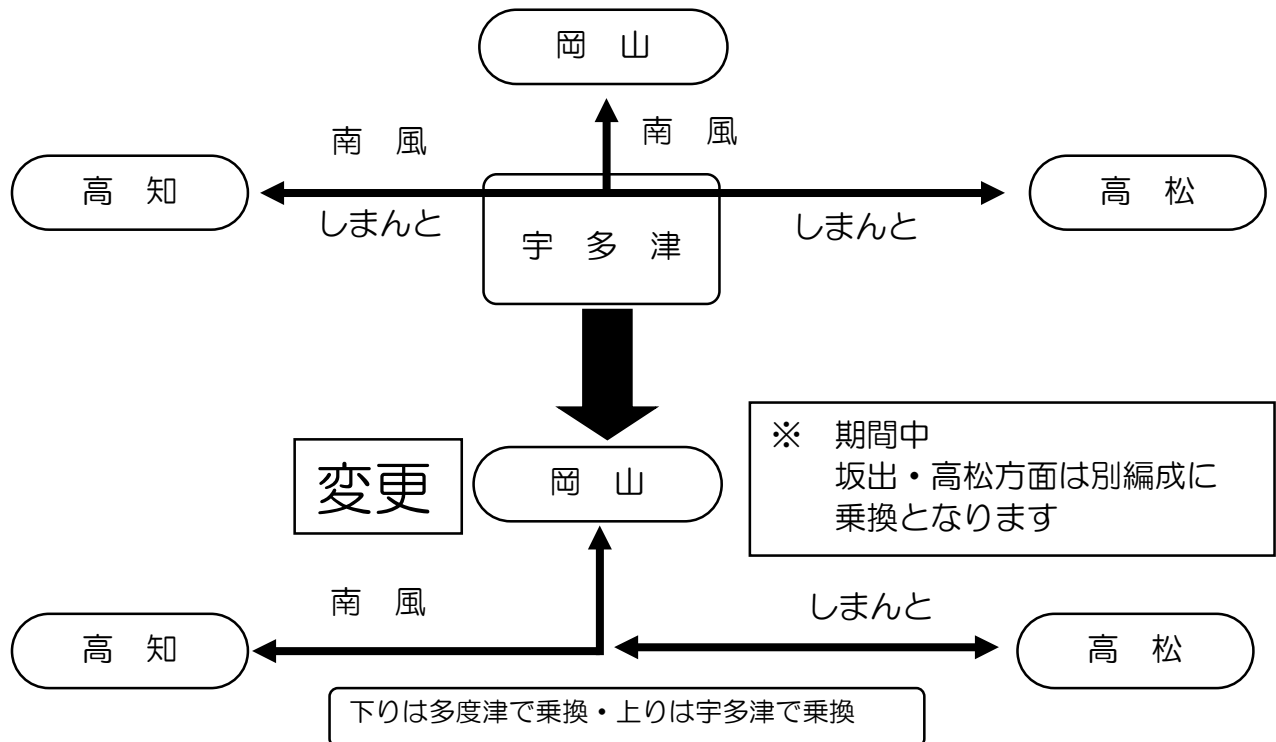 岡　山
南　風
南　風
高　知
高　松
しまんと
しまんと
宇　多　津
変更
岡　山
※　期間中
坂出・高松方面は別編成に
乗換となります
南　風
しまんと
高　知
高　松
下りは多度津で乗換・上りは宇多津で乗換